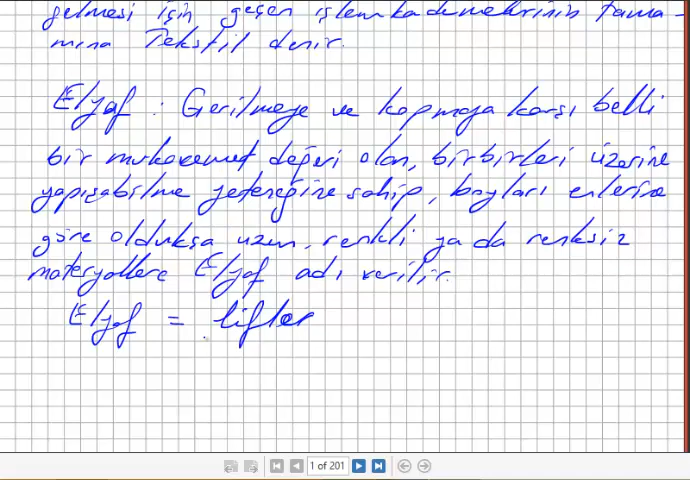 gelmesi için geçen işlem kademelerinin tama-
mına Tekstil denir.
Elyaf : Gerilmeye ve kopmaya karşı belli
bir mukavemet değeri olan, birbirleri üzerine
yapışabilme yeteneğine sahip, boyları enlerine
göre oldukça uzun, renkli ya da renksiz
materyallere Elyaf adı verilir.
Elyaf = lifler
1 of 201